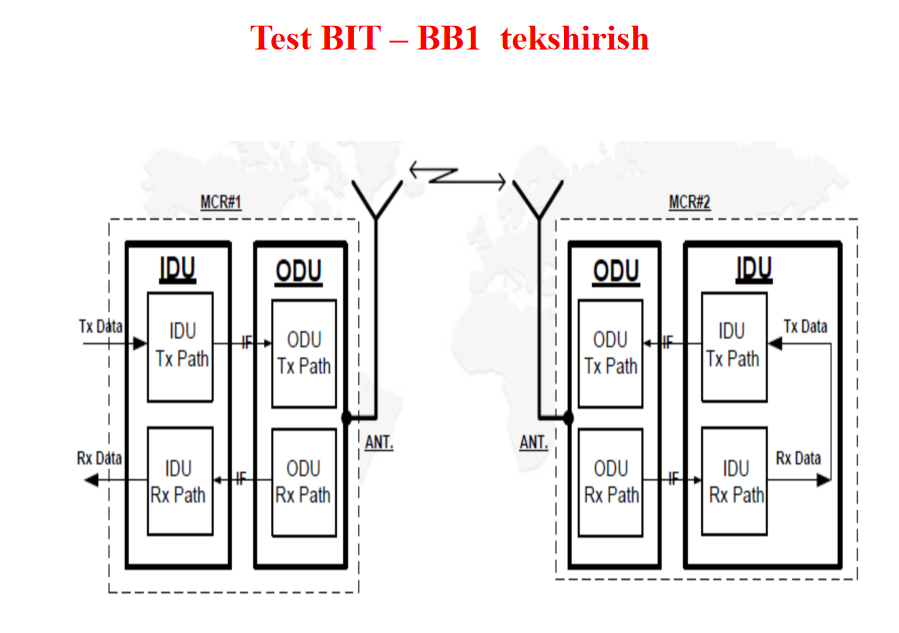 Test BIT – BB1 tekshirish
MCR#1
MCR#2
IDU
ODU
ODU
IDU
Tx Data
IDU
Tx Path
IF
ODU
Tx Path
ODU
Tx Path
IF
IDU
Tx Path
Tx Data
ANT.
ANT.
Rx Data
IDU
Rx Path
IF
ODU
Rx Path
ODU
Rx Path
IF
IDU
Rx Path
Rx Data